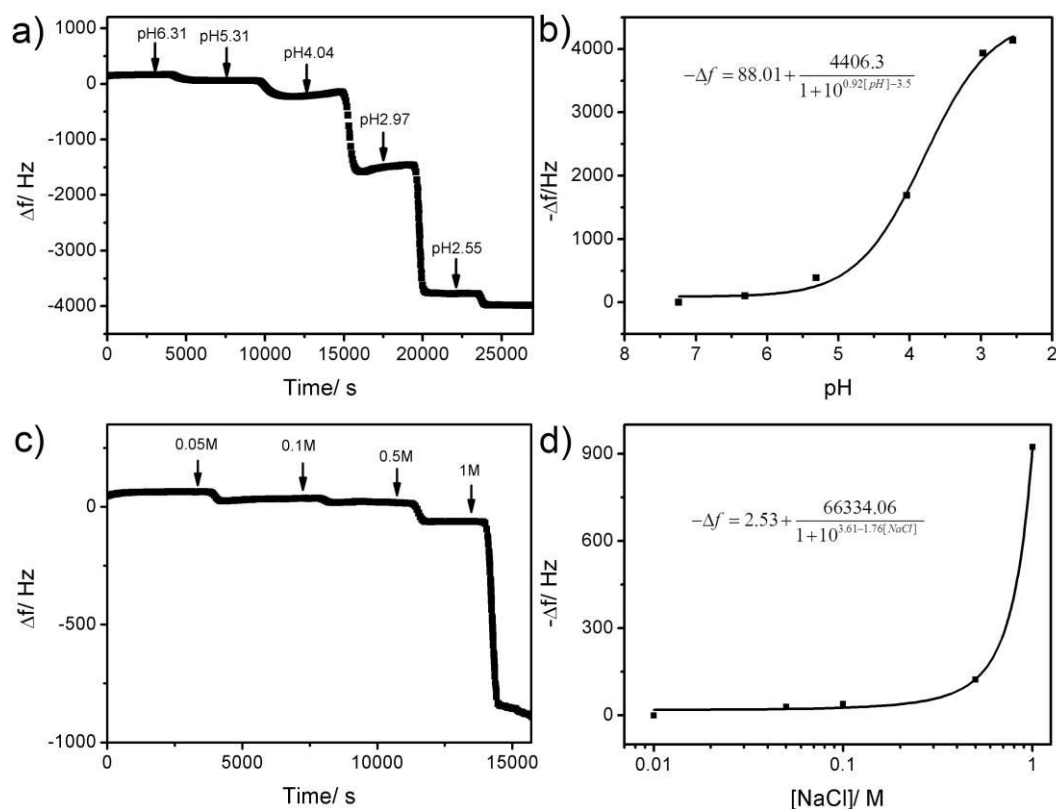 a)
pH6.31
pH5.31
pH4.04
pH2.97
pH2.55
1000
0
-1000
-2000
-3000
-4000
Δf/ Hz
0 5000 10000 15000 20000 25000
Time/ s
b)
-Δf = 88.01 + 4406.3 / 1+10^0.92[pH]-3.5
4000
3000
2000
1000
0
-Δf/Hz
8 7 6 5 4 3 2
pH
c)
0.05M
0.1M
0.5M
1M
0
-500
-1000
Δf/ Hz
0 5000 10000 15000
Time/ s
d)
-Δf = 2.53 + 66334.06 / 1+10^3.61-1.76[NaCl]
900
600
300
0
-Δf/ Hz
0.01 0.1 1
[NaCl]/ M